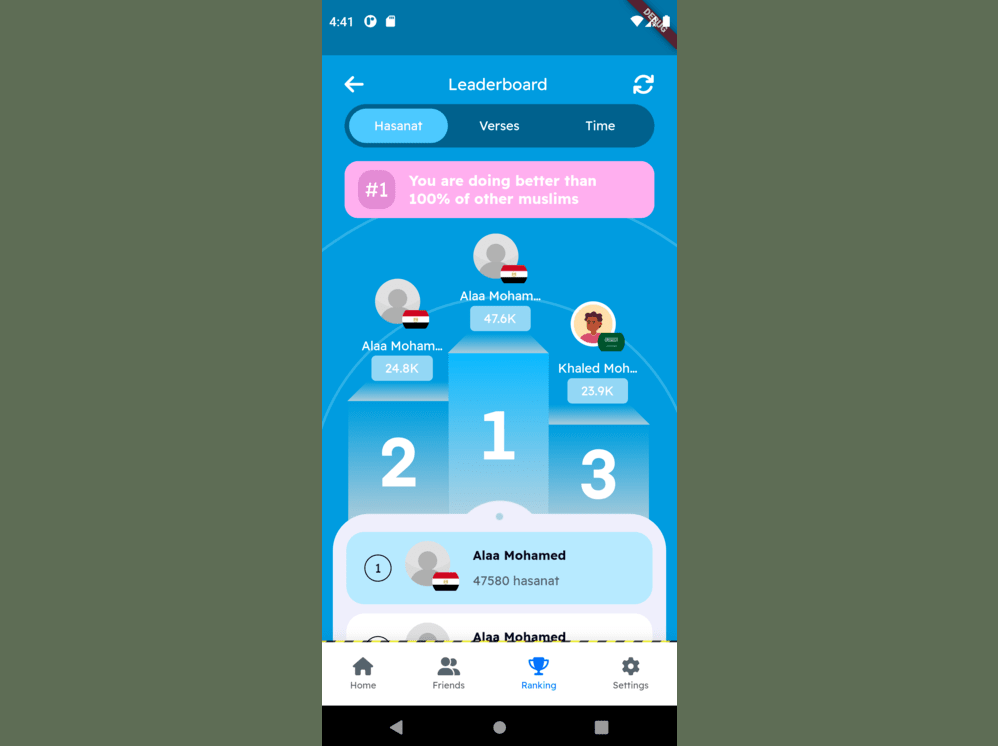 4:41
DEBUG
Leaderboard
Hasanat
Verses
Time
#1
You are doing better than
100% of other muslims
Alaa Moham...
47.6K
Alaa Moham...
24.8K
Khaled Moh...
23.9K
1
2
3
1
Alaa Mohamed
47580 hasanat
Alaa Mohamed
Home
Friends
Ranking
Settings